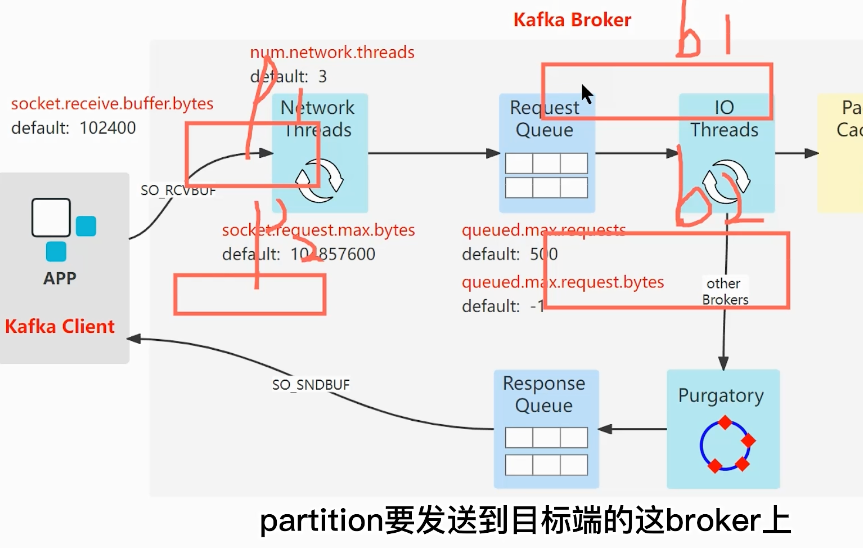 Kafka Broker
b1
num.network.threads
default: 3
P1
socket.receive.buffer.bytes
default: 102400
Network
Threads
Request
Queue
IO
Threads
Pa
Cac
SO_RCVBUF
b2
P2
socket.request.max.bytes
default: 104857600
queued.max.requests
default: 500
queued.max.request.bytes
default: -1
other
Brokers
APP
Kafka Client
SO_SNDBUF
Response
Queue
Purgatory
partition要发送到目标端的这broker上